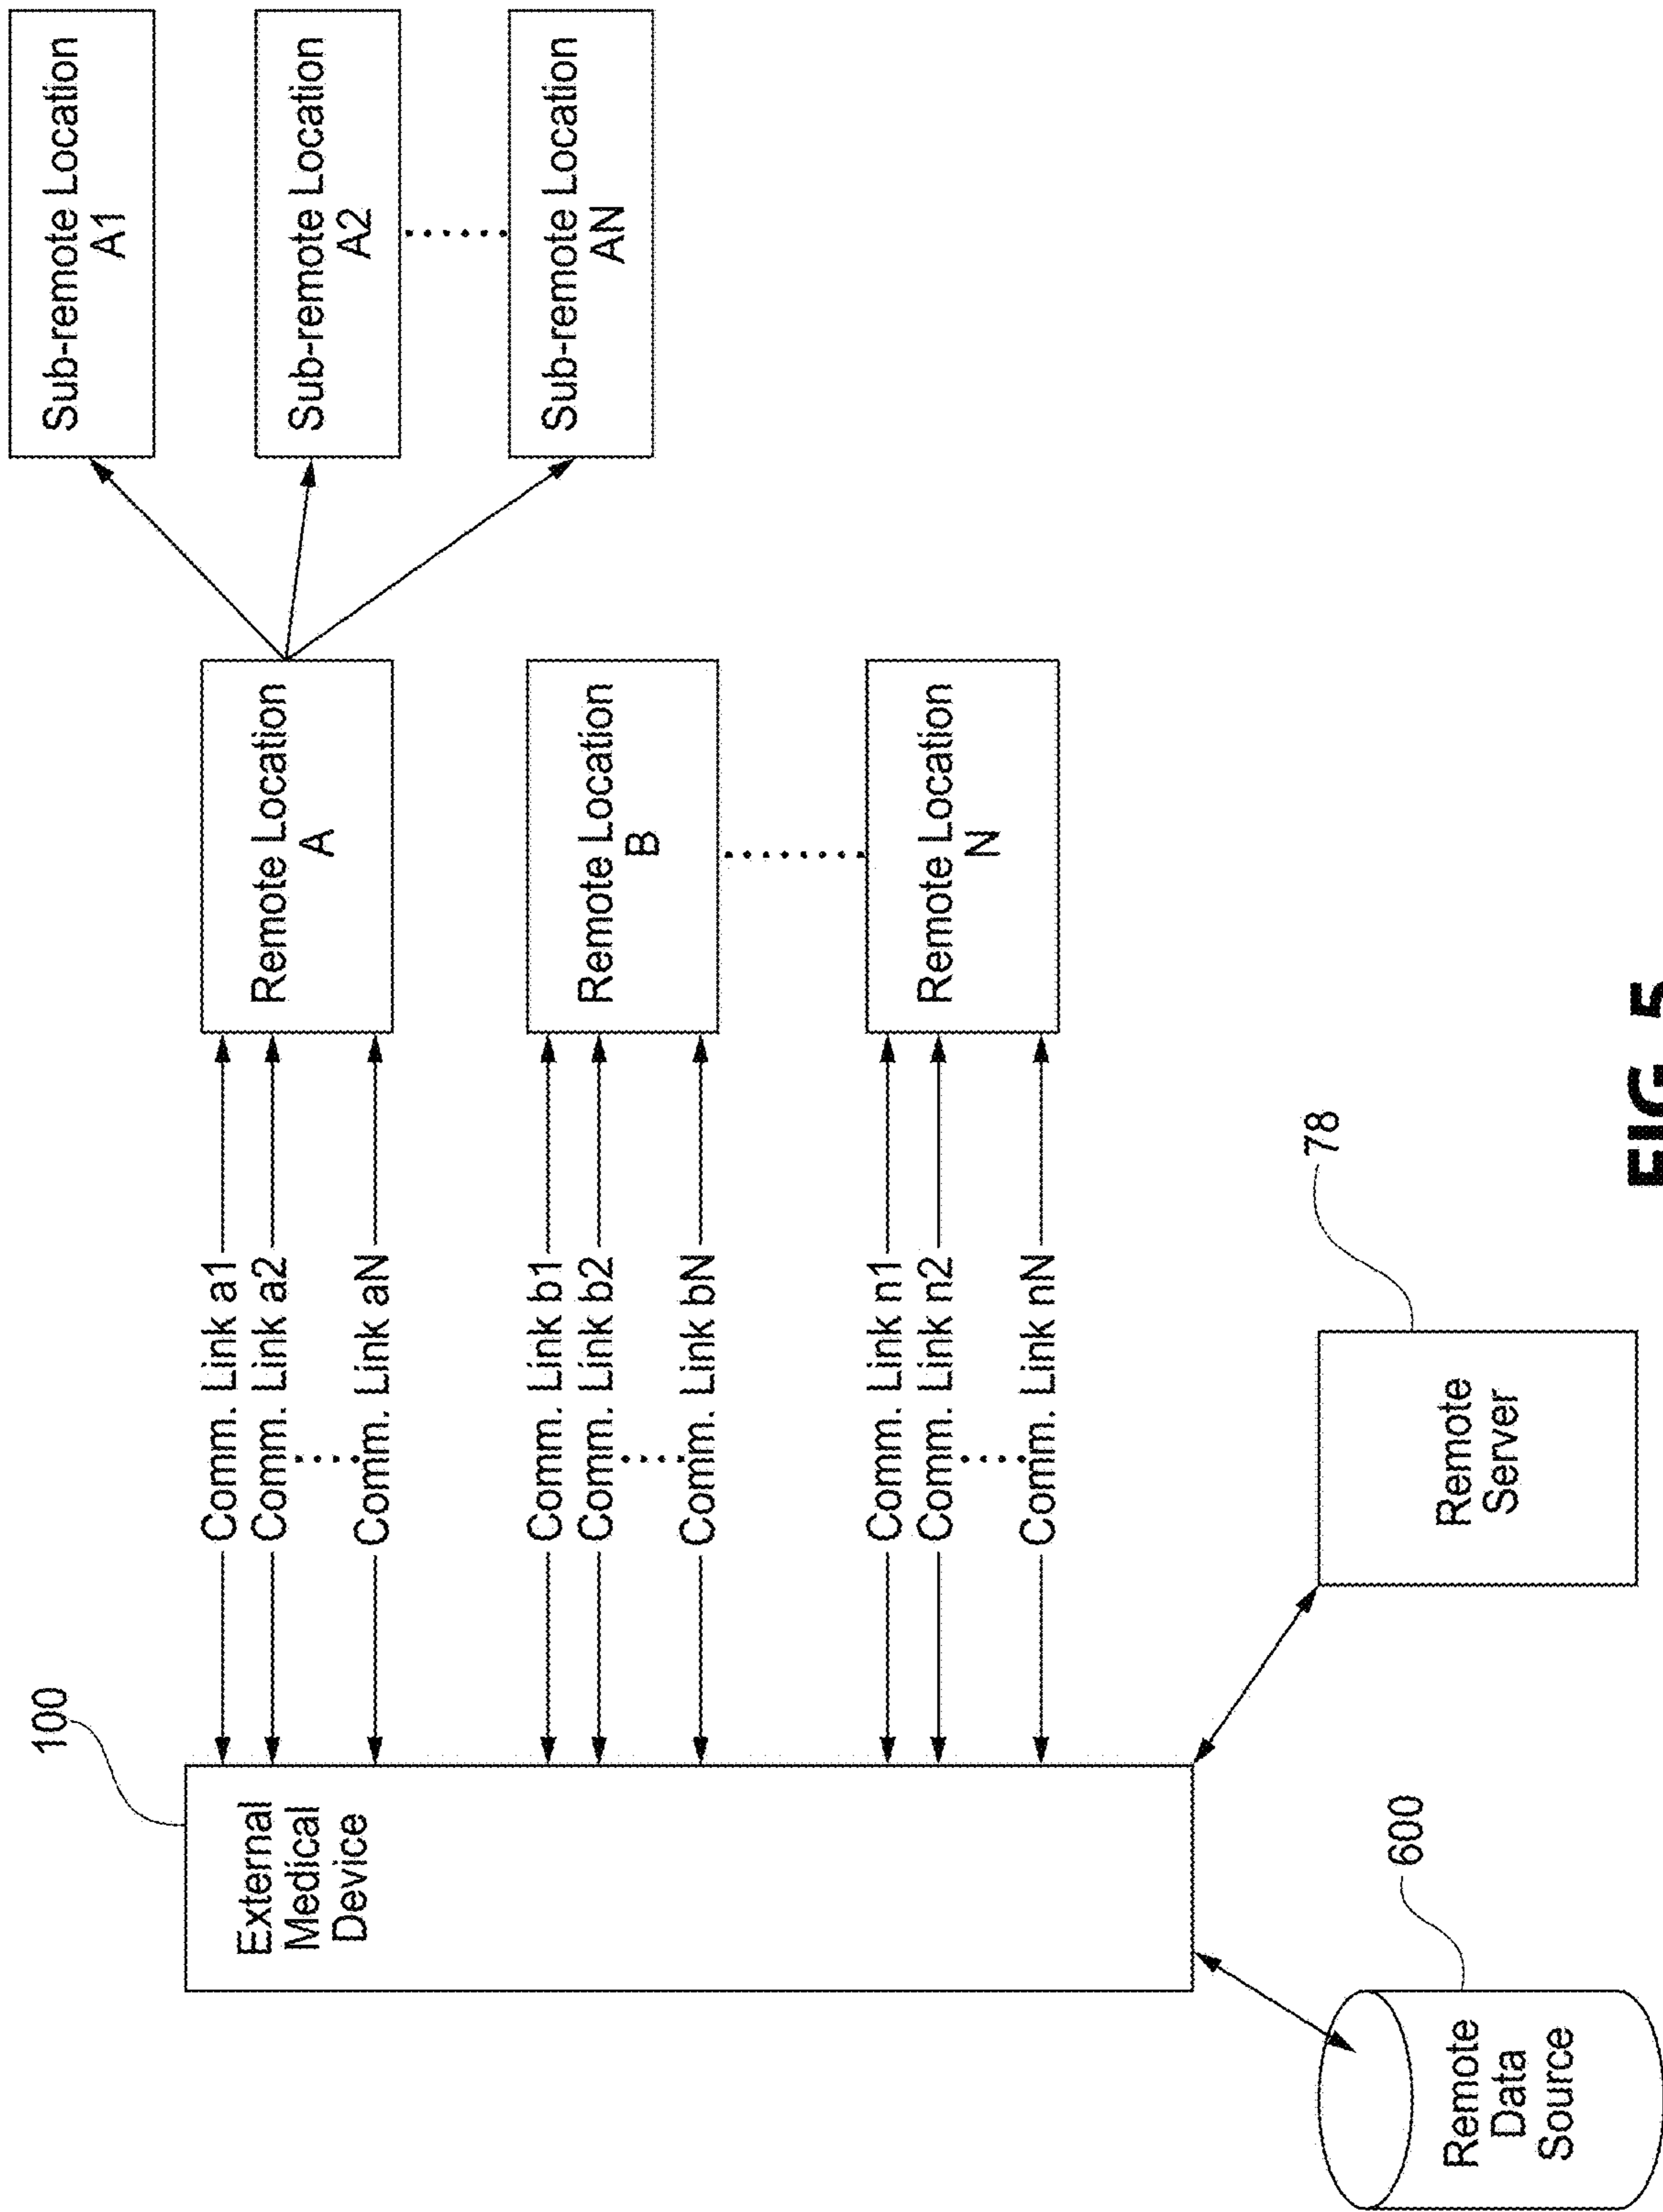 100
External
Medical
Device
Comm. Link a1
Comm. Link a2
Comm. Link aN
Comm. Link b1
Comm. Link b2
Comm. Link bN
Comm. Link n1
Comm. Link n2
Comm. Link nN
Remote Location
A
Remote Location
B
Remote Location
N
Sub-remote Location
A1
Sub-remote Location
A2
Sub-remote Location
AN
600
Remote
Data
Source
78
Remote
Server
FIG. 5